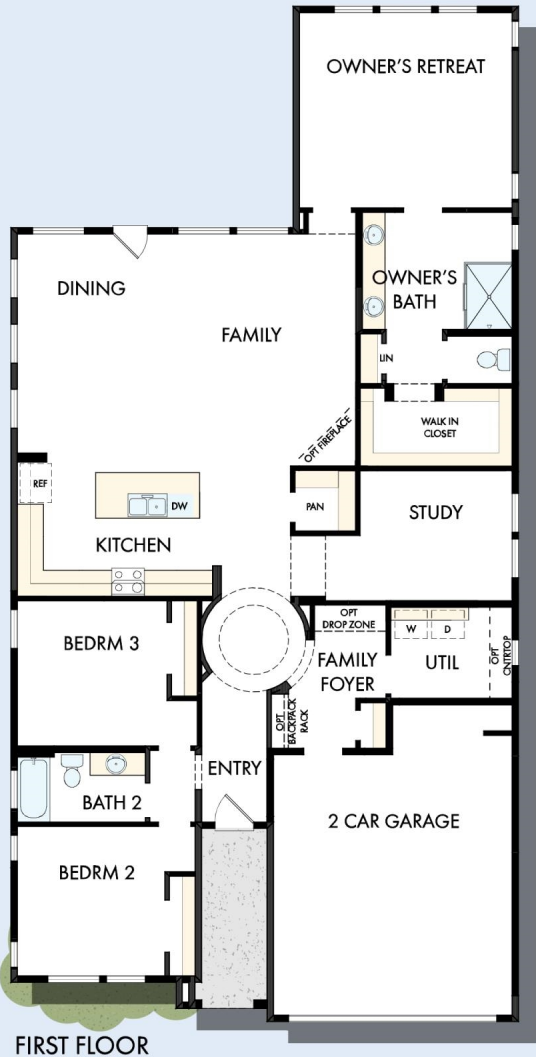 OWNER'S RETREAT
OWNER'S
BATH
DINING
FAMILY
LIN
WALK IN
CLOSET
OPT FIREPLACE
REF
DW
PAN
STUDY
KITCHEN
OPT
DROP ZONE
W
D
BEDRM 3
FAMILY
FOYER
UTIL
OPT
CNTRTOP
OPT
BACKPACK
RACK
ENTRY
BATH 2
2 CAR GARAGE
BEDRM 2
FIRST FLOOR